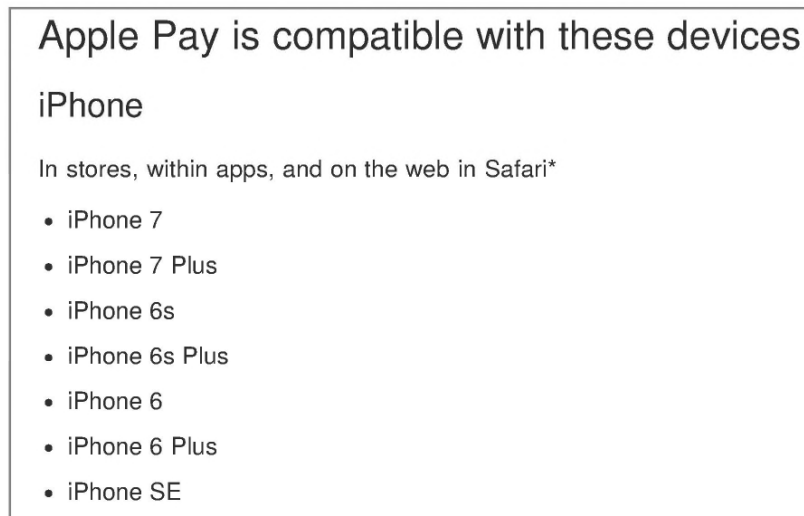 Apple Pay is compatible with these devices
iPhone
In stores, within apps, and on the web in Safari*
• iPhone 7
• iPhone 7 Plus
• iPhone 6s
• iPhone 6s Plus
• iPhone 6
• iPhone 6 Plus
• iPhone SE